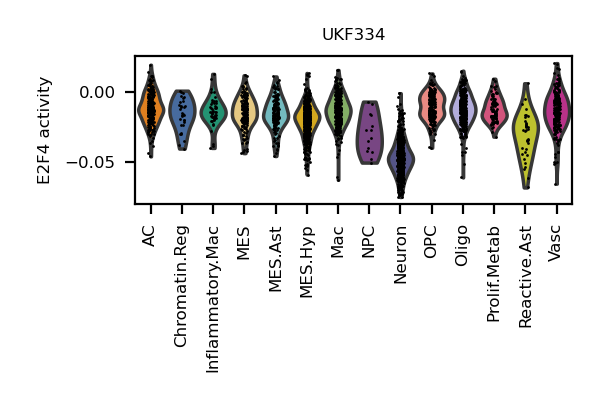 UKF334
E2F4 activity
0.00
−0.05
AC
Chromatin.Reg
Inflammatory.Mac
MES
MES.Ast
MES.Hyp
Mac
NPC
Neuron
OPC
Oligo
Prolif.Metab
Reactive.Ast
Vasc